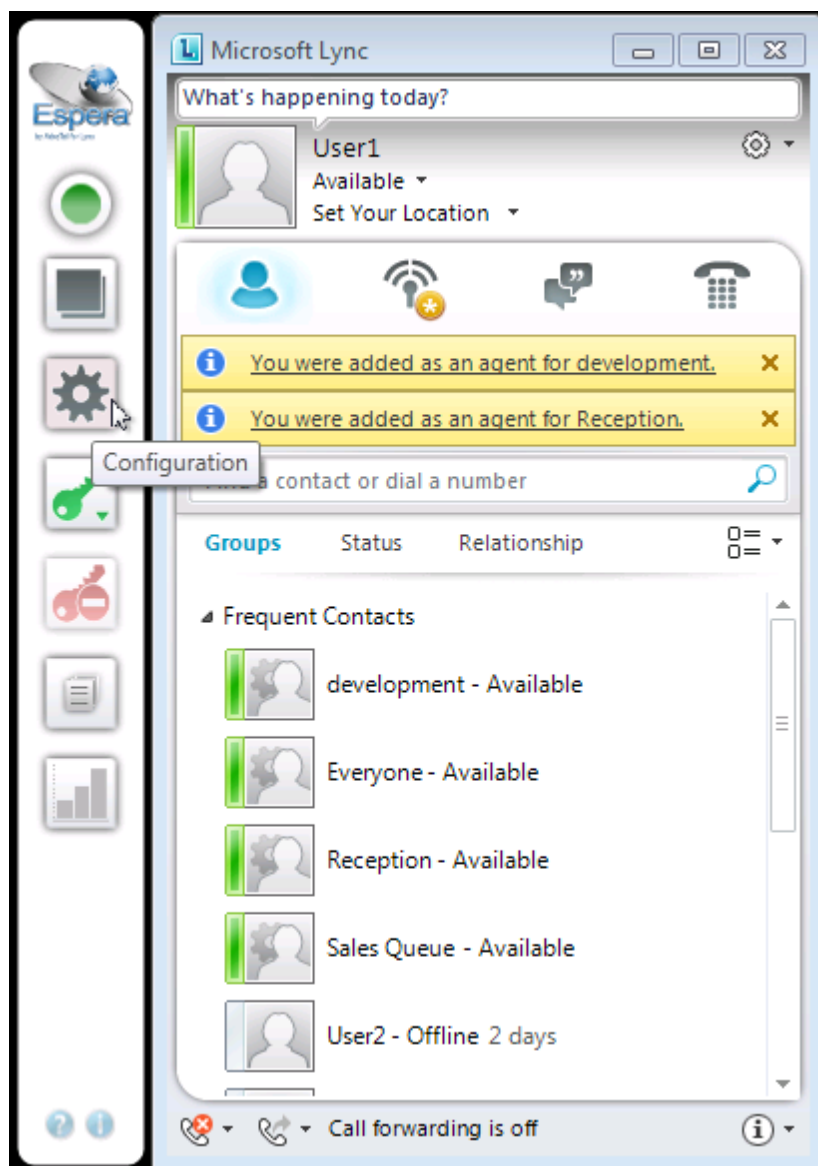 Espera
Microsoft Lync
What's happening today?
User1
Available
Set Your Location
You were added as an agent for development.
You were added as an agent for Reception.
Configuration
a contact or dial a number
Groups Status Relationship
Frequent Contacts
development - Available
Everyone - Available
Reception - Available
Sales Queue - Available
User2 - Offline 2 days
Call forwarding is off